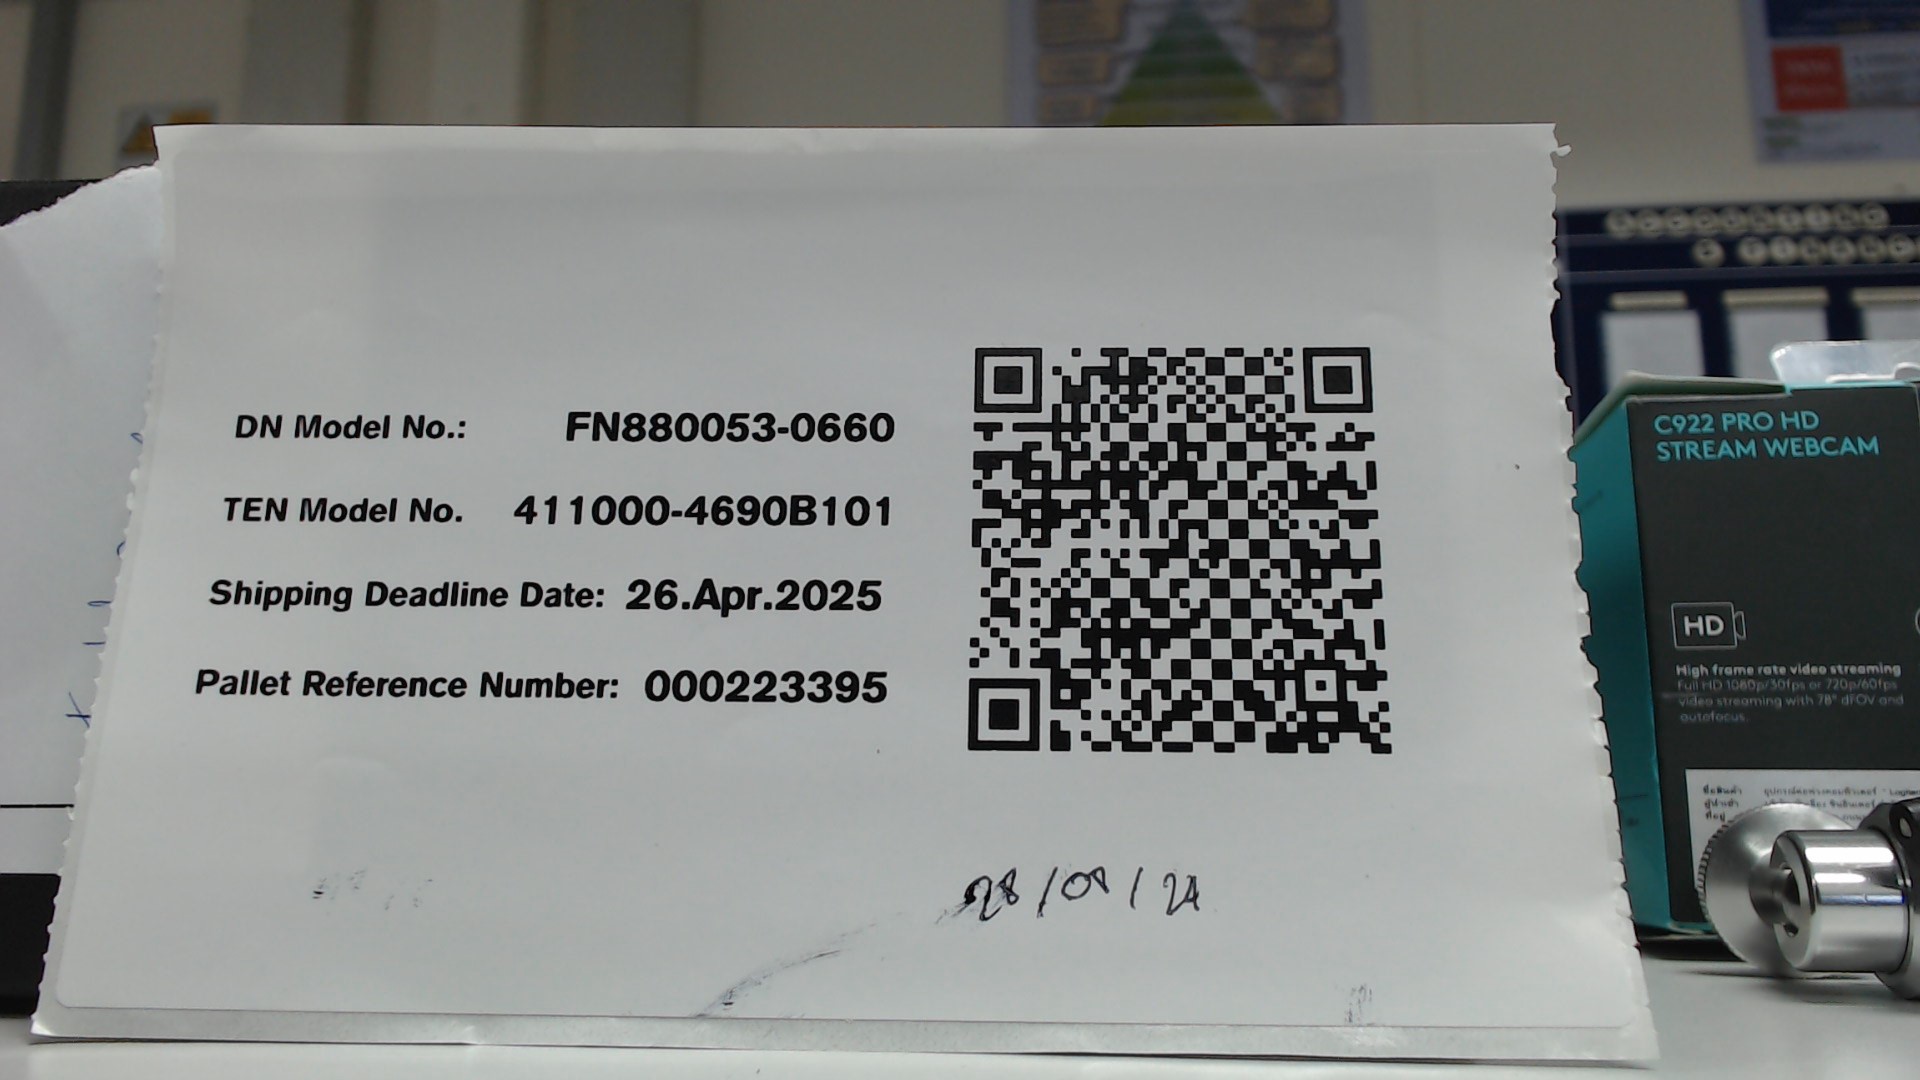 DN Model No.: FN880053-0660
TEN Model No. 411000-4690B101
Shipping Deadline Date: 26.Apr.2025
Pallet Reference Number: 000223395
28/09/24
C922 PRO HD
STREAM WEBCAM
HD
High frame rate video streaming
Full HD 1080p/30fps or 720p/60fps
video streaming with 78° dFOV and
autofocus.